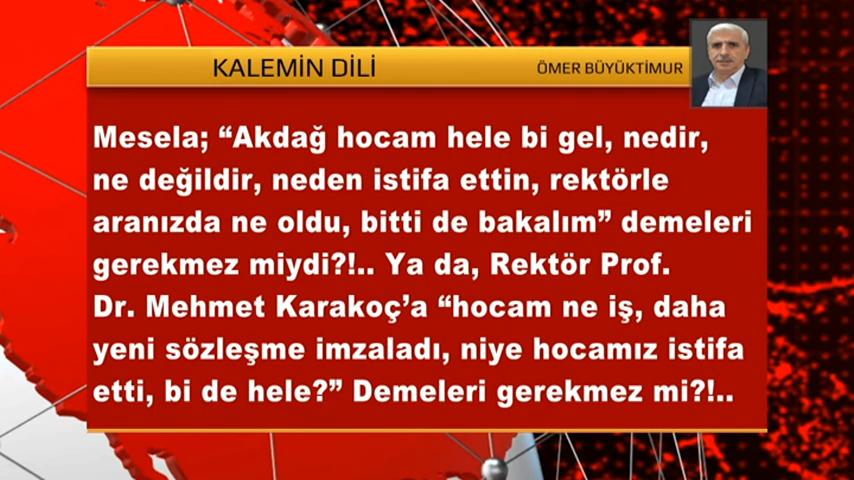 KALEMİN DİLİ
ÖMER BÜYÜKTİMUR
Mesela; “Akdağ hocam hele bi gel, nedir,
ne değildir, neden istifa ettin, rektörle
aranızda ne oldu, bitti de bakalım” demeleri
gerekmez miydi?!.. Ya da, Rektör Prof.
Dr. Mehmet Karakoç’a “hocam ne iş, daha
yeni sözleşme imzaladı, niye hocamız istifa
etti, bi de hele?” Demeleri gerekmez mi?!..